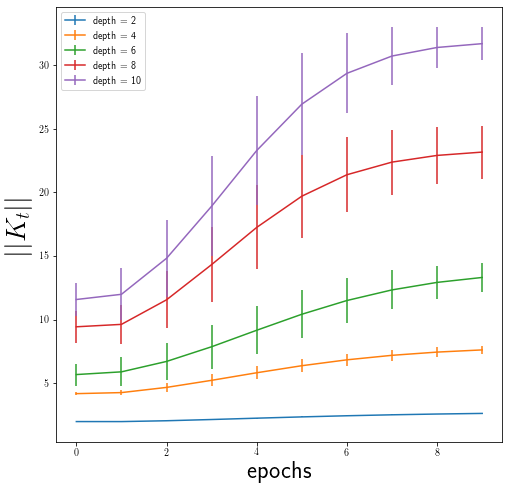 depth = 2
depth = 4
depth = 6
depth = 8
depth = 10
||K_t||
30
25
20
15
10
5
0 2 4 6 8
epochs